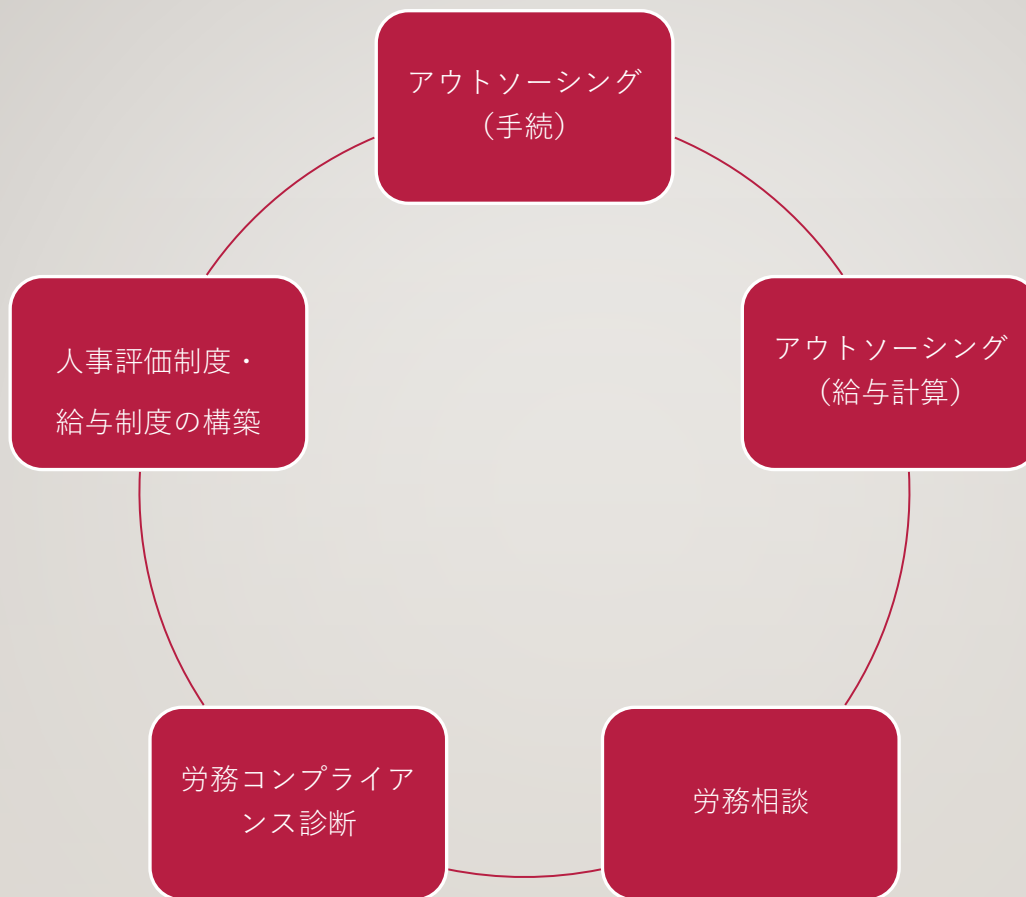 アウトソーシング
（手続）
アウトソーシング
（給与計算）
労務相談
労務コンプライア
ンス診断
人事評価制度・
給与制度の構築